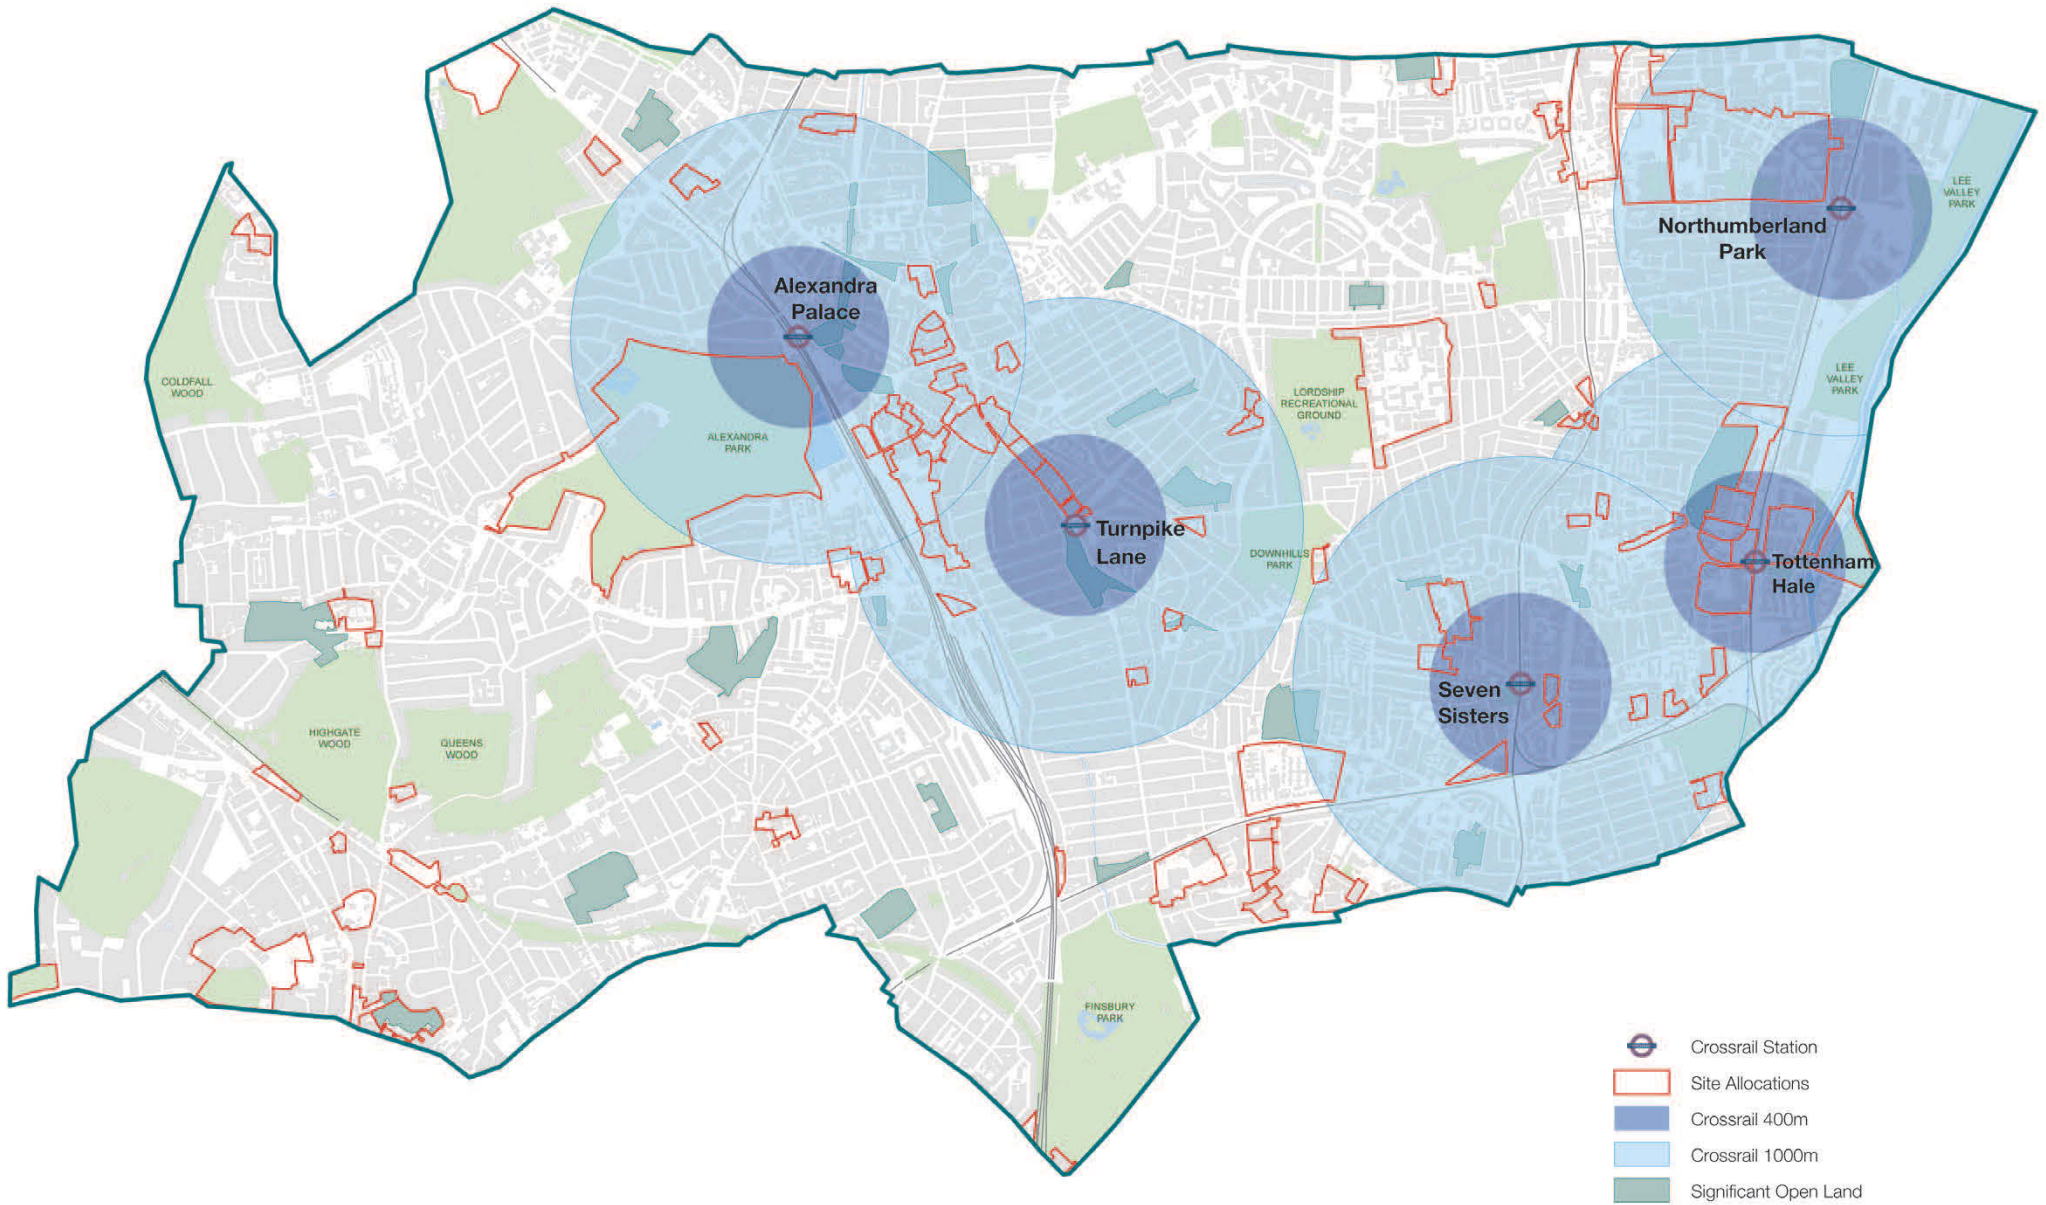 LEE
VALLEY
PARK
Northumberland
Park
Alexandra
Palace
COLDFALL
WOOD
LEE
VALLEY
PARK
LORDSHIP
RECREATIONAL
GROUND
ALEXANDRA
PARK
Turnpike
Lane
DOWNHILLS
PARK
Tottenham
Hale
Seven
Sisters
HIGHGATE
WOOD
QUEENS
WOOD
FINSBURY
PARK
Crossrail Station
Site Allocations
Crossrail 400m
Crossrail 1000m
Significant Open Land